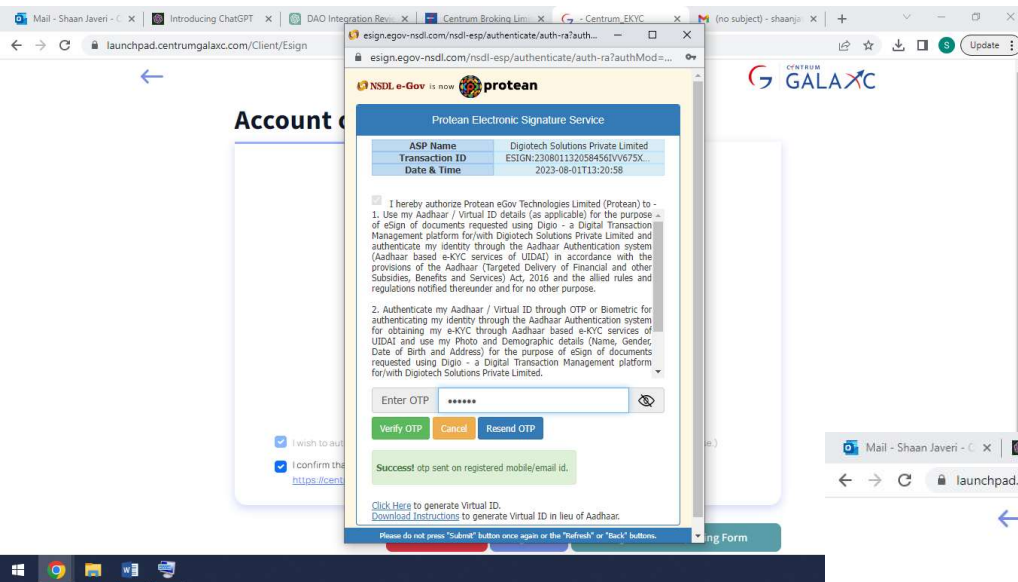 Mail - Shaan Javeri - C
Introducing ChatGPT
DAO Integration Revie
Centrum Broking Lim
- Centrum_EKYC
(no subject) - shaanja
launchpad.centrumgalaxc.com/Client/Esign
S
Update
esign.egov-nsdl.com/nsdl-esp/authenticate/auth-ra?auth...
esign.egov-nsdl.com/nsdl-esp/authenticate/auth-ra?authMod=...
NSDL e-Gov is now protean
CENTRUM
GALAXC
Account
Protean Electronic Signature Service
ASP Name Digiotech Solutions Private Limited
Transaction ID ESIGN:230801132058456IVV675X...
Date & Time 2023-08-01T13:20:58
I hereby authorize Protean eGov Technologies Limited (Protean) to -
1. Use my Aadhaar / Virtual ID details (as applicable) for the purpose
of eSign of documents requested using Digio - a Digital Transaction
Management platform for/with Digiotech Solutions Private Limited and
authenticate my identity through the Aadhaar Authentication system
(Aadhaar based e-KYC services of UIDAI) in accordance with the
provisions of the Aadhaar (Targeted Delivery of Financial and other
Subsidies, Benefits and Services) Act, 2016 and the allied rules and
regulations notified thereunder and for no other purpose.
2. Authenticate my Aadhaar / Virtual ID through OTP or Biometric for
authenticating my identity through the Aadhaar Authentication system
for obtaining my e-KYC through Aadhaar based e-KYC services of
UIDAI and use my Photo and Demographic details (Name, Gender,
Date of Birth and Address) for the purpose of eSign of documents
requested using Digio - a Digital Transaction Management platform
for/with Digiotech Solutions Private Limited.
Enter OTP ••••••
Verify OTP
Cancel
Resend OTP
I wish to aut
se.)
I confirm tha
https://cent
Success! otp sent on registered mobile/email id.
Click Here to generate Virtual ID.
Download Instructions to generate Virtual ID in lieu of Aadhaar.
Please do not press "Submit" button once again or the "Refresh" or "Back" buttons.
ng Form
Mail - Shaan Javeri - C
launchpad.